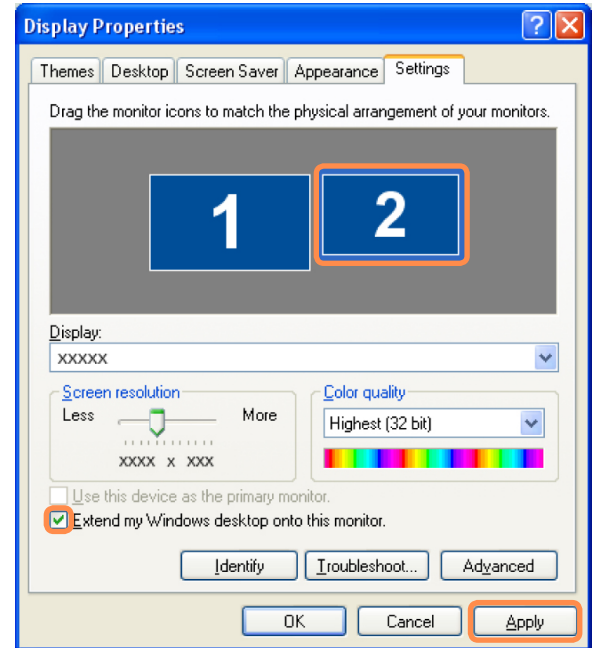 Display Properties
Themes Desktop Screen Saver Appearance Settings
Drag the monitor icons to match the physical arrangement of your monitors.
1 2
Display:
XXXXX
Screen resolution
Less More
XXXX x XXX
Color quality
Highest (32 bit)
Use this device as the primary monitor.
Extend my Windows desktop onto this monitor.
Identify Troubleshoot... Advanced
OK Cancel Apply